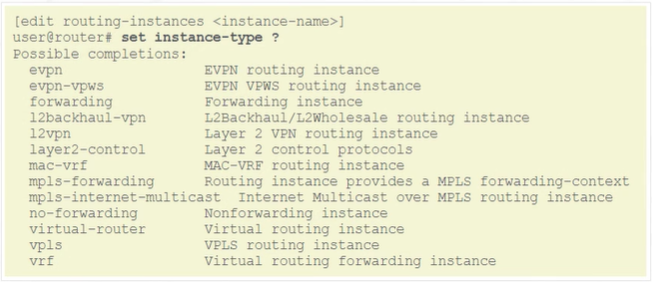 [edit routing-instances <instance-name>]
user@router# set instance-type ?
Possible completions:
evpn EVPN routing instance
evpn-vpws EVPN VPWS routing instance
forwarding Forwarding instance
l2backhaul-vpn L2Backhaul/L2Wholesale routing instance
l2vpn Layer 2 VPN routing instance
layer2-control Layer 2 control protocols
mac-vrf MAC-VRF routing instance
mpls-forwarding Routing instance provides a MPLS forwarding-context
mpls-internet-multicast Internet Multicast over MPLS routing instance
no-forwarding Nonforwarding instance
virtual-router Virtual routing instance
vpls VPLS routing instance
vrf Virtual routing forwarding instance